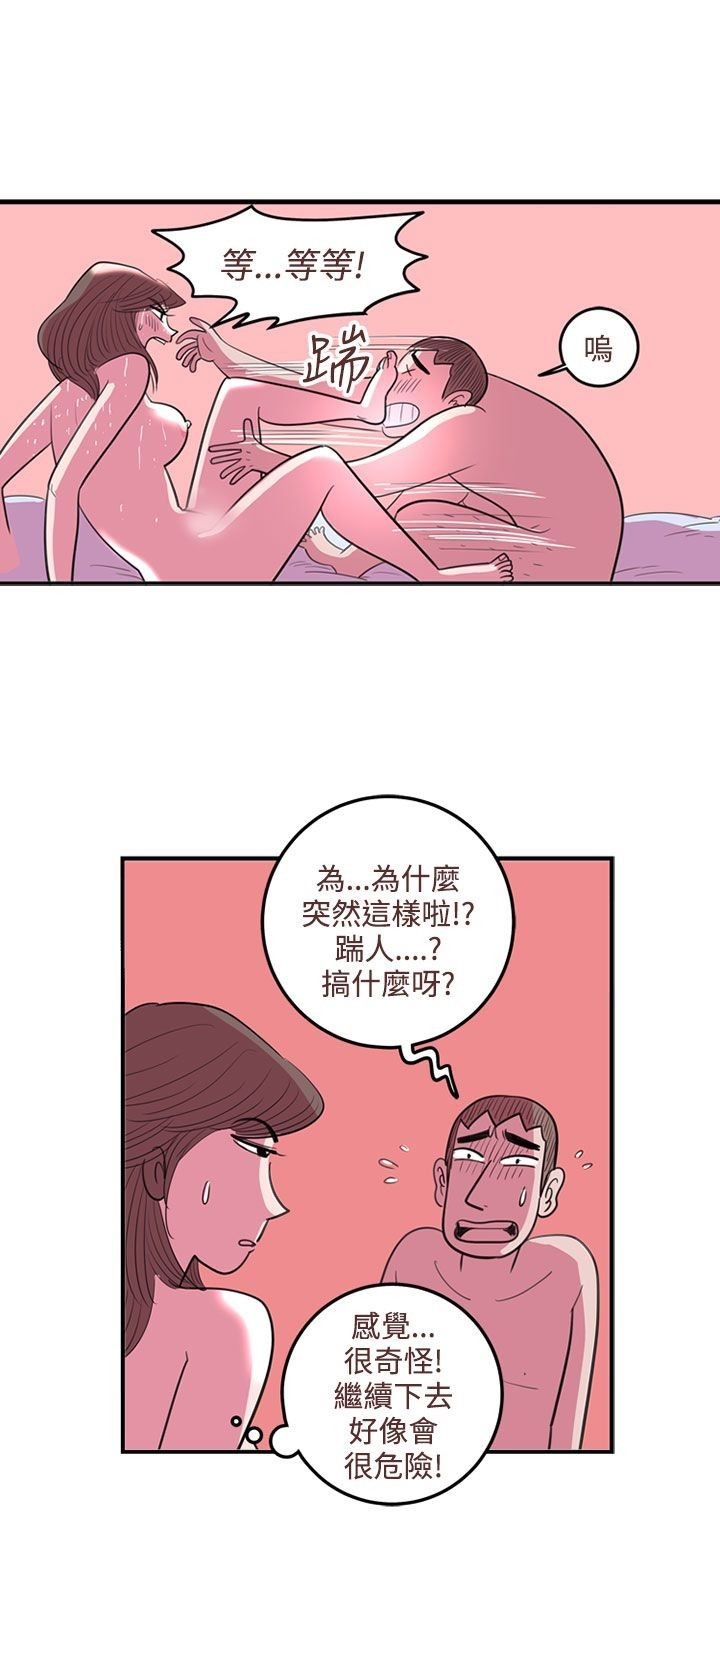 等...等等!
踹
嗚
為...為什麼
突然這樣啦!?
踹人....?
搞什麼呀?
感覺...
很奇怪!
繼續下去
好像會
很危險!